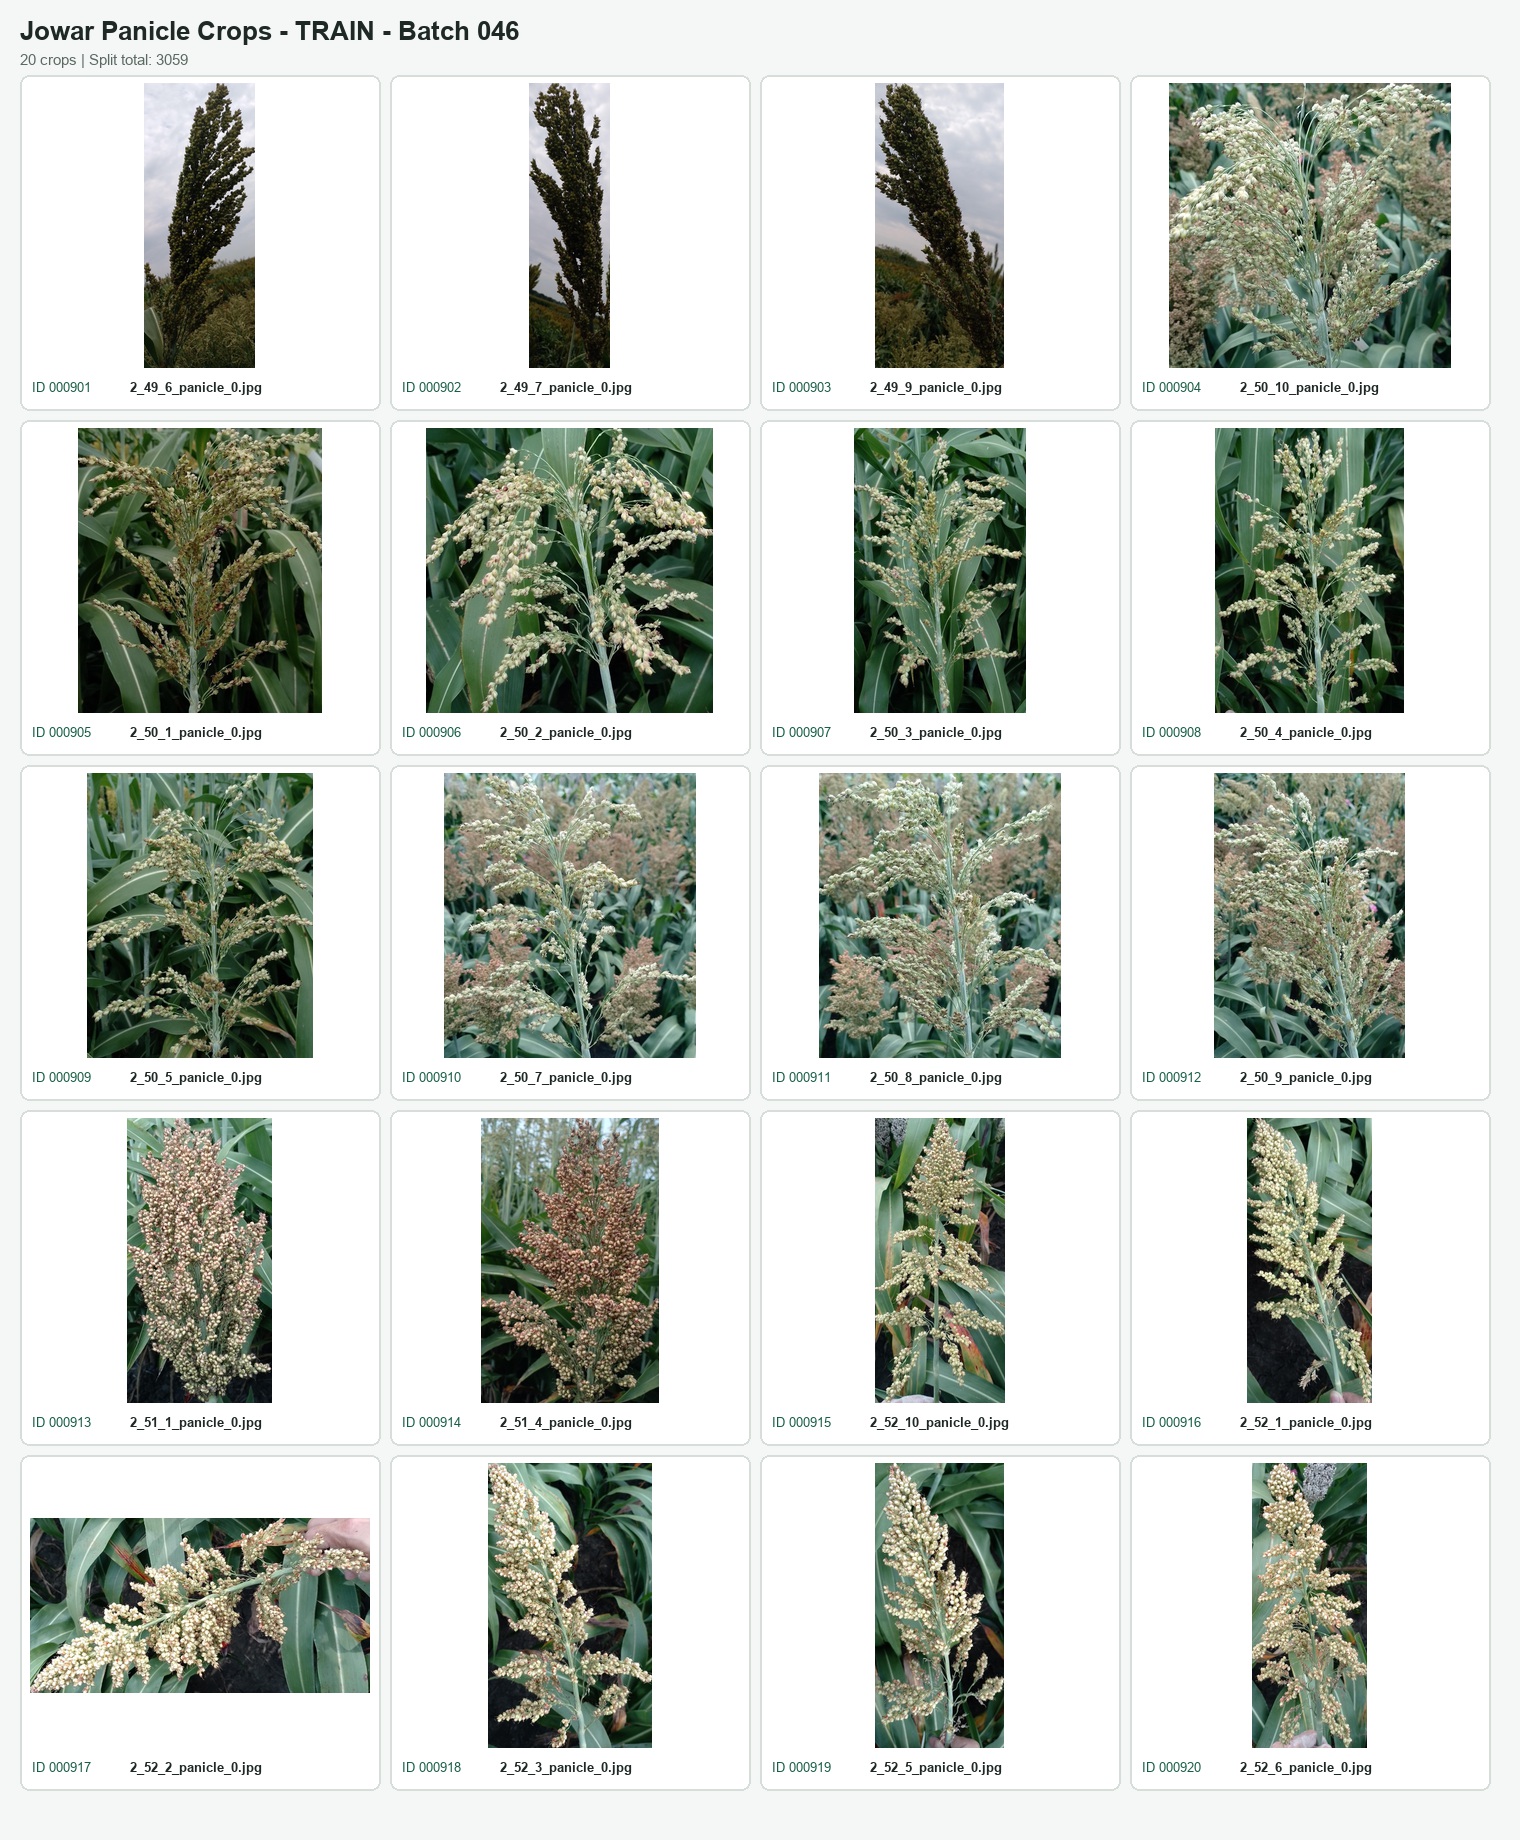 Jowar Panicle Crops - TRAIN - Batch 046
20 crops | Split total: 3059
ID 000901 2_49_6_panicle_0.jpg
ID 000902 2_49_7_panicle_0.jpg
ID 000903 2_49_9_panicle_0.jpg
ID 000904 2_50_10_panicle_0.jpg
ID 000905 2_50_1_panicle_0.jpg
ID 000906 2_50_2_panicle_0.jpg
ID 000907 2_50_3_panicle_0.jpg
ID 000908 2_50_4_panicle_0.jpg
ID 000909 2_50_5_panicle_0.jpg
ID 000910 2_50_7_panicle_0.jpg
ID 000911 2_50_8_panicle_0.jpg
ID 000912 2_50_9_panicle_0.jpg
ID 000913 2_51_1_panicle_0.jpg
ID 000914 2_51_4_panicle_0.jpg
ID 000915 2_52_10_panicle_0.jpg
ID 000916 2_52_1_panicle_0.jpg
ID 000917 2_52_2_panicle_0.jpg
ID 000918 2_52_3_panicle_0.jpg
ID 000919 2_52_5_panicle_0.jpg
ID 000920 2_52_6_panicle_0.jpg